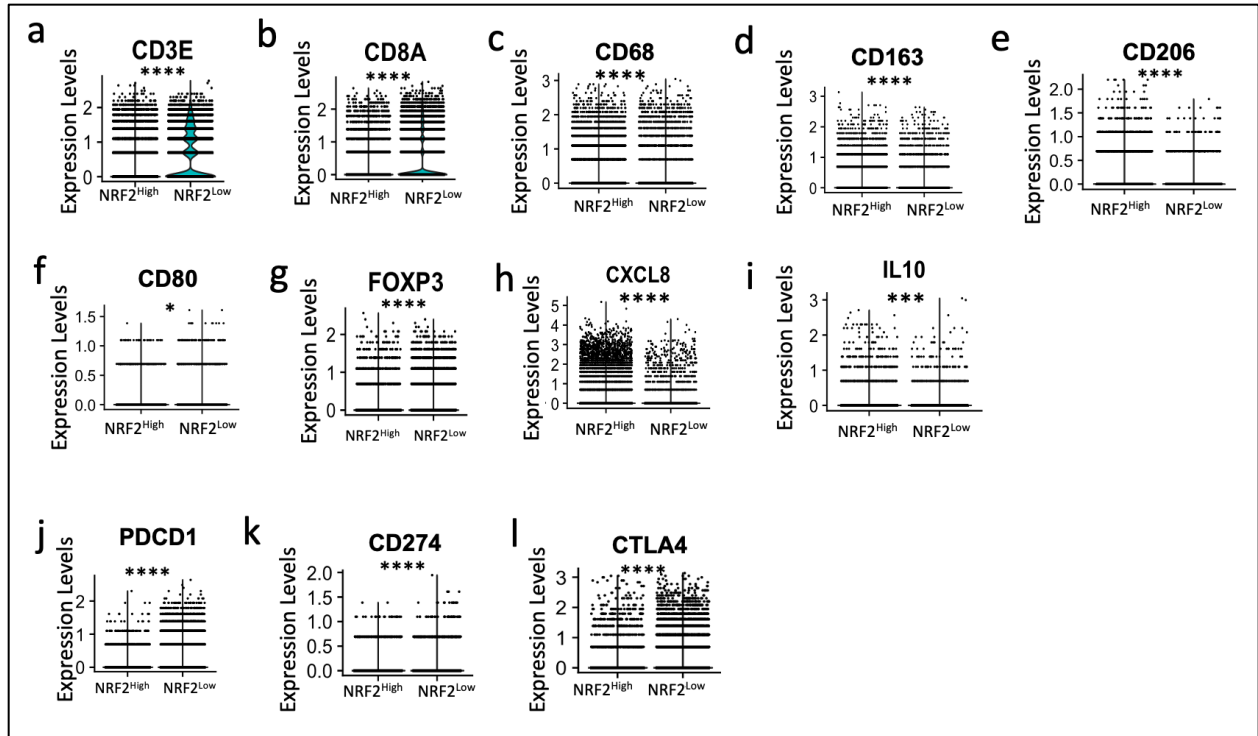 a
CD3E
****
Expression Levels
2
1
0
NRF2High NRF2Low
b
CD8A
****
Expression Levels
2
1
0
NRF2High NRF2Low
c
CD68
****
Expression Levels
3
2
1
0
NRF2High NRF2Low
d
CD163
****
Expression Levels
3
2
1
0
NRF2High NRF2Low
e
CD206
****
Expression Levels
2.0
1.5
1.0
0.5
0.0
NRF2High NRF2Low
f
CD80
*
Expression Levels
1.5
1.0
0.5
0.0
NRF2High NRF2Low
g
FOXP3
****
Expression Levels
2
1
0
NRF2High NRF2Low
h
CXCL8
****
Expression Levels
5
4
3
2
1
0
NRF2High NRF2Low
i
IL10
***
Expression Levels
3
2
1
0
NRF2High NRF2Low
j
PDCD1
****
Expression Levels
2
1
0
NRF2High NRF2Low
k
CD274
****
Expression Levels
2.0
1.5
1.0
0.5
0.0
NRF2High NRF2Low
l
CTLA4
****
Expression Levels
3
2
1
0
NRF2High NRF2Low